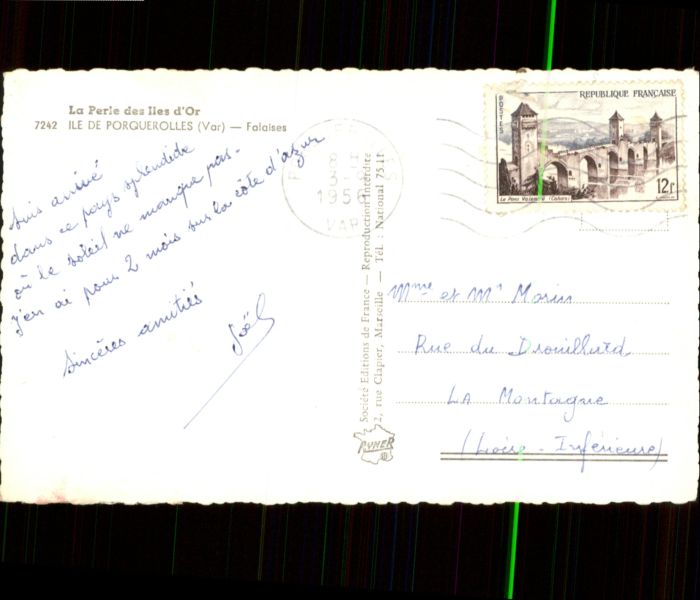 La Perle des Iles d'Or
7242 ILE DE PORQUEROLLES (Var) — Falaises
Suis arrivé
dans ce pays splendide
où le soleil ne manque pas.
J'en ai pour 2 mois sur la côte d'azur
Sincères amitiés
Joël
Société Editions de France — Reproduction Interdite
2, rue Clapier, Marseille — Tél. : National 75-41
RYNER
1956
VAR
POSTES
REPUBLIQUE FRANÇAISE
Le Pont Valentré (Cahors)
12F
Mme et Mr Morin
Rue du Drouillard
LA Montagne
(Loire-Inférieure)